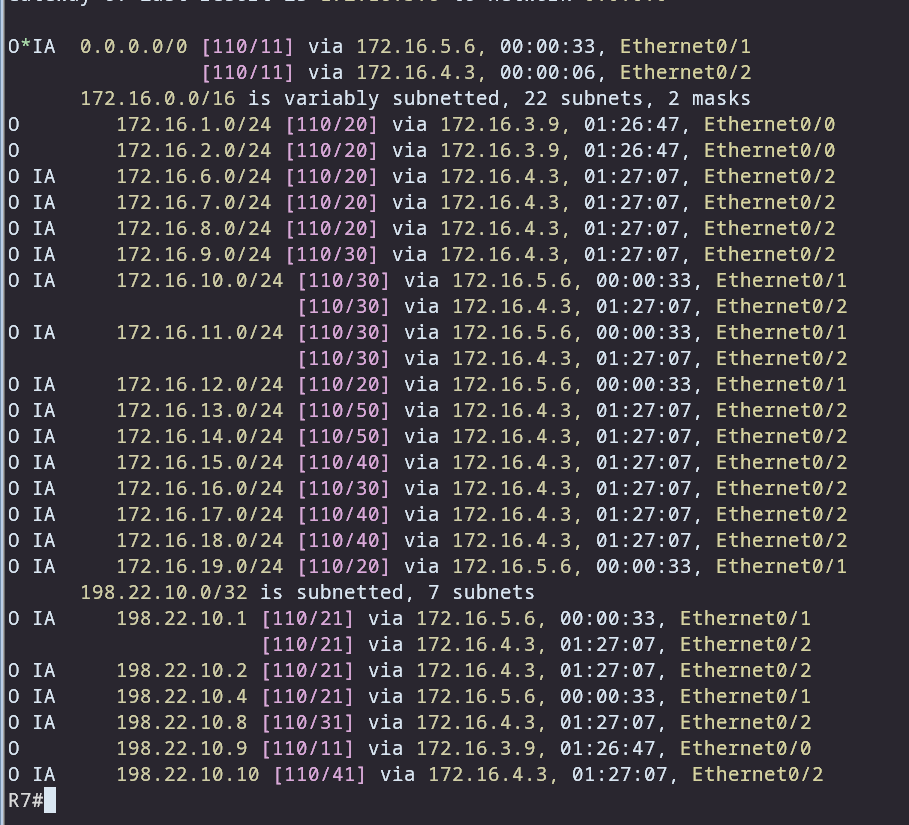 O*IA  0.0.0.0/0 [110/11] via 172.16.5.6, 00:00:33, Ethernet0/1
                [110/11] via 172.16.4.3, 00:00:06, Ethernet0/2
      172.16.0.0/16 is variably subnetted, 22 subnets, 2 masks
O        172.16.1.0/24 [110/20] via 172.16.3.9, 01:26:47, Ethernet0/0
O        172.16.2.0/24 [110/20] via 172.16.3.9, 01:26:47, Ethernet0/0
O IA     172.16.6.0/24 [110/20] via 172.16.4.3, 01:27:07, Ethernet0/2
O IA     172.16.7.0/24 [110/20] via 172.16.4.3, 01:27:07, Ethernet0/2
O IA     172.16.8.0/24 [110/20] via 172.16.4.3, 01:27:07, Ethernet0/2
O IA     172.16.9.0/24 [110/30] via 172.16.4.3, 01:27:07, Ethernet0/2
O IA     172.16.10.0/24 [110/30] via 172.16.5.6, 00:00:33, Ethernet0/1
                        [110/30] via 172.16.4.3, 01:27:07, Ethernet0/2
O IA     172.16.11.0/24 [110/30] via 172.16.5.6, 00:00:33, Ethernet0/1
                        [110/30] via 172.16.4.3, 01:27:07, Ethernet0/2
O IA     172.16.12.0/24 [110/20] via 172.16.5.6, 00:00:33, Ethernet0/1
O IA     172.16.13.0/24 [110/50] via 172.16.4.3, 01:27:07, Ethernet0/2
O IA     172.16.14.0/24 [110/50] via 172.16.4.3, 01:27:07, Ethernet0/2
O IA     172.16.15.0/24 [110/40] via 172.16.4.3, 01:27:07, Ethernet0/2
O IA     172.16.16.0/24 [110/30] via 172.16.4.3, 01:27:07, Ethernet0/2
O IA     172.16.17.0/24 [110/40] via 172.16.4.3, 01:27:07, Ethernet0/2
O IA     172.16.18.0/24 [110/40] via 172.16.4.3, 01:27:07, Ethernet0/2
O IA     172.16.19.0/24 [110/20] via 172.16.5.6, 00:00:33, Ethernet0/1
      198.22.10.0/32 is subnetted, 7 subnets
O IA     198.22.10.1 [110/21] via 172.16.5.6, 00:00:33, Ethernet0/1
                     [110/21] via 172.16.4.3, 01:27:07, Ethernet0/2
O IA     198.22.10.2 [110/21] via 172.16.4.3, 01:27:07, Ethernet0/2
O IA     198.22.10.4 [110/21] via 172.16.5.6, 00:00:33, Ethernet0/1
O IA     198.22.10.8 [110/31] via 172.16.4.3, 01:27:07, Ethernet0/2
O        198.22.10.9 [110/11] via 172.16.3.9, 01:26:47, Ethernet0/0
O IA     198.22.10.10 [110/41] via 172.16.4.3, 01:27:07, Ethernet0/2
R7#